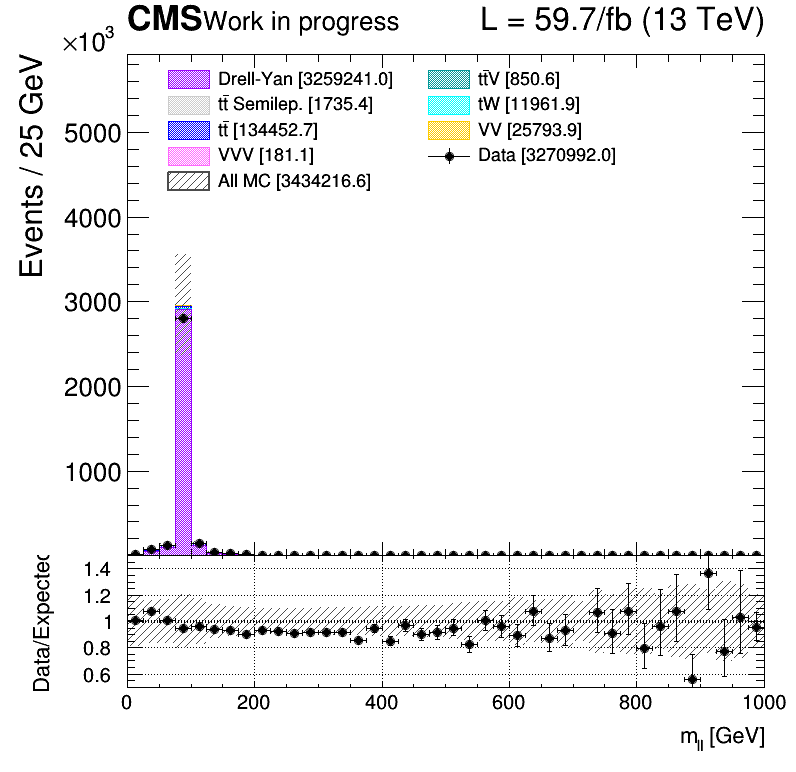 CMS Work in progress L = 59.7/fb (13 TeV)
×10³
Events / 25 GeV
Drell-Yan [3259241.0]
tt̄V [850.6]
tt̄ Semilep. [1735.4]
tW [11961.9]
tt̄ [134452.7]
VV [25793.9]
VVV [181.1]
Data [3270992.0]
All MC [3434216.6]
5000
4000
3000
2000
1000
Data/Expected
1.4
1.2
1
0.8
0.6
0 200 400 600 800 1000
m_ll [GeV]